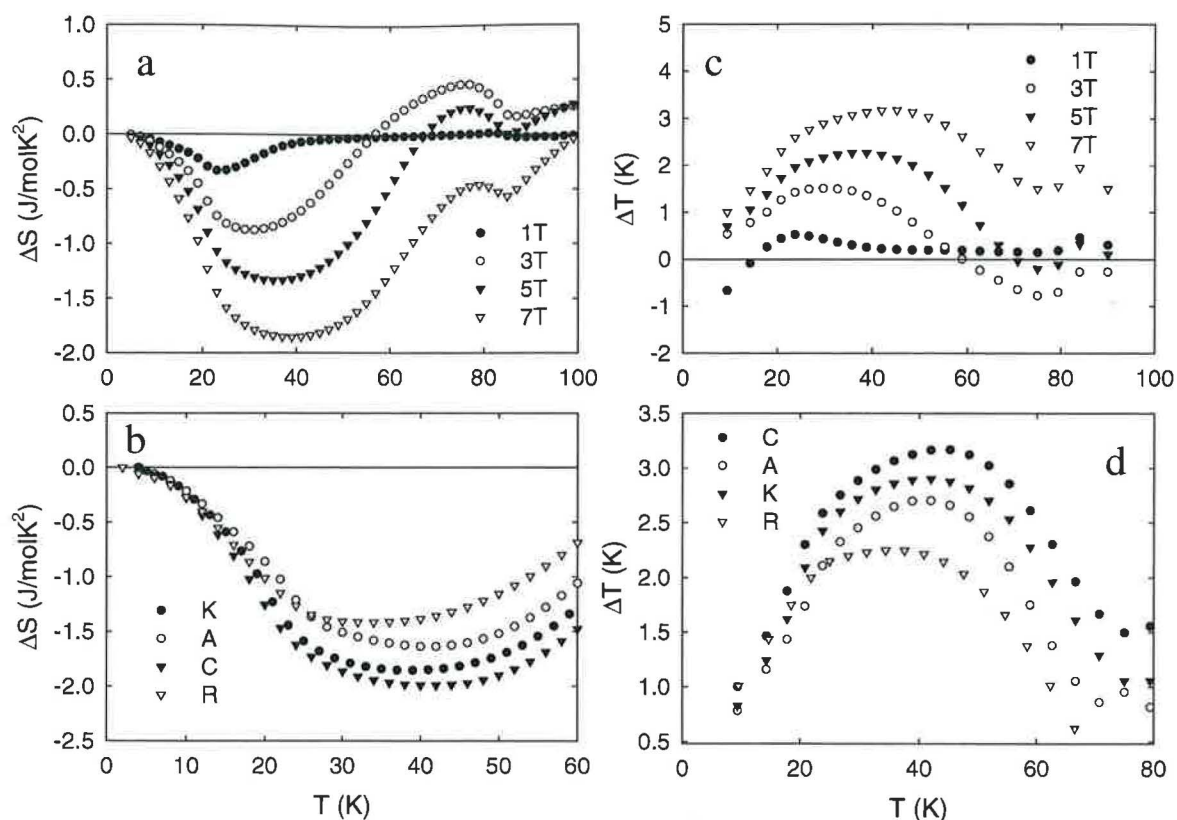 a
1.0
0.5
0.0
-0.5
-1.0
-1.5
-2.0
ΔS (J/molK²)
1T
3T
5T
7T
0 20 40 60 80 100
c
5
4
3
2
1
0
-1
-2
ΔT (K)
1T
3T
5T
7T
0 20 40 60 80 100
b
0.5
0.0
-0.5
-1.0
-1.5
-2.0
-2.5
ΔS (J/molK²)
K
A
C
R
0 10 20 30 40 50 60
T (K)
d
3.5
3.0
2.5
2.0
1.5
1.0
0.5
ΔT (K)
C
A
K
R
0 20 40 60 80
T (K)